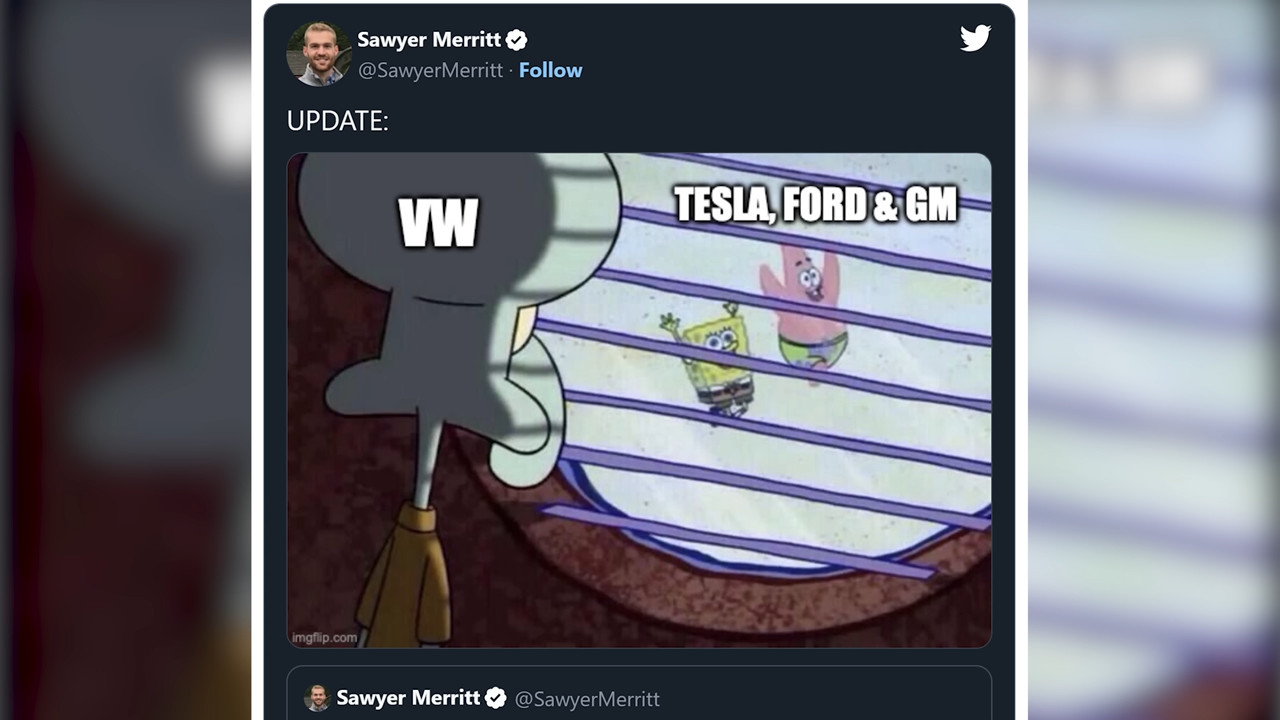 Sawyer Merritt
@SawyerMerritt · Follow
UPDATE:
VW
TESLA, FORD & GM
imgflip.com
Sawyer Merritt @SawyerMerritt